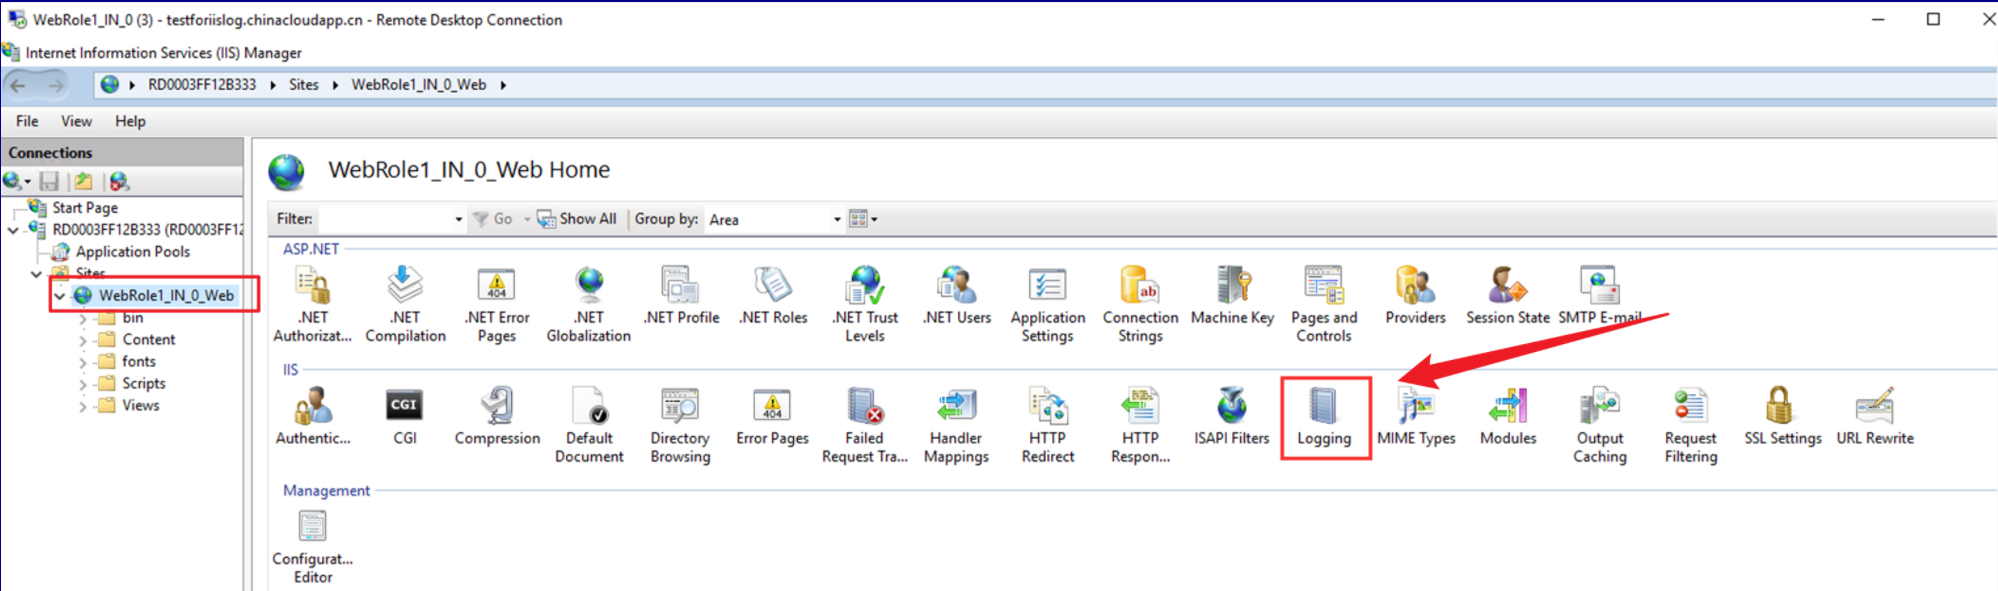 WebRole1_IN_0 (3) - testforiislog.chinacloudapp.cn - Remote Desktop Connection
Internet Information Services (IIS) Manager
RD0003FF12B333 Sites WebRole1_IN_0_Web
File View Help
Connections
Start Page
RD0003FF12B333 (RD0003FF12
Application Pools
Sites
WebRole1_IN_0_Web
bin
Content
fonts
Scripts
Views
WebRole1_IN_0_Web Home
Filter: Go Show All Group by: Area
ASP.NET
.NET Authorizat...
.NET Compilation
.NET Error Pages
.NET Globalization
.NET Profile
.NET Roles
.NET Trust Levels
.NET Users
Application Settings
Connection Strings
Machine Key
Pages and Controls
Providers
Session State
SMTP E-mail
IIS
Authentic...
CGI
Compression
Default Document
Directory Browsing
Error Pages
Failed Request Tra...
Handler Mappings
HTTP Redirect
HTTP Respon...
ISAPI Filters
Logging
MIME Types
Modules
Output Caching
Request Filtering
SSL Settings
URL Rewrite
Management
Configurat... Editor